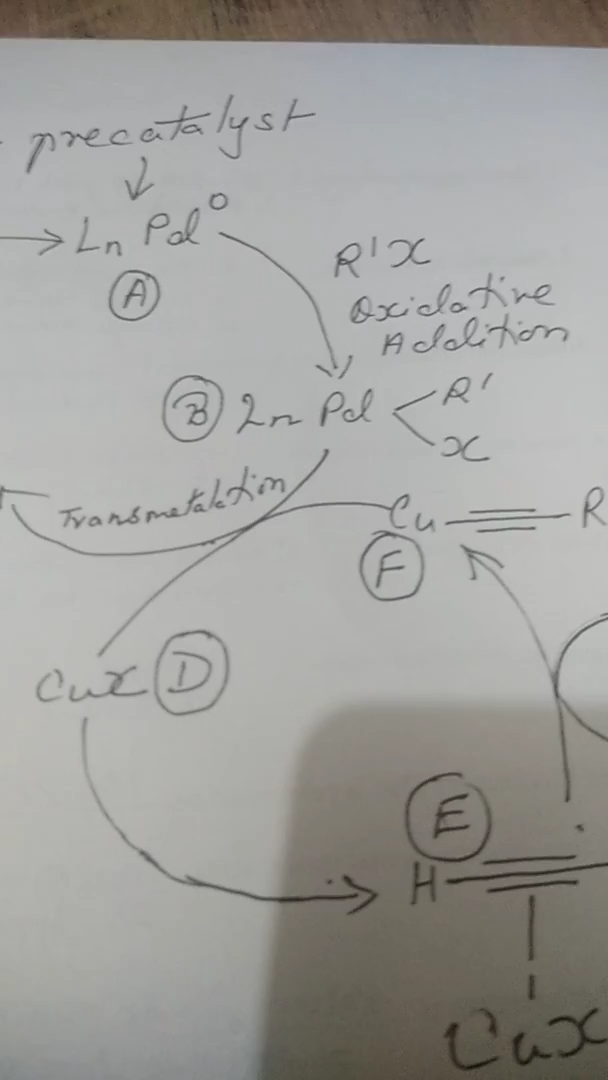 precatalyst
Ln Pd⁰
A
R'X
Oxidative
Addition
B Ln Pd R'
X
Transmetalation
Cu≡R
F
CuX D
E
H≡
CuX